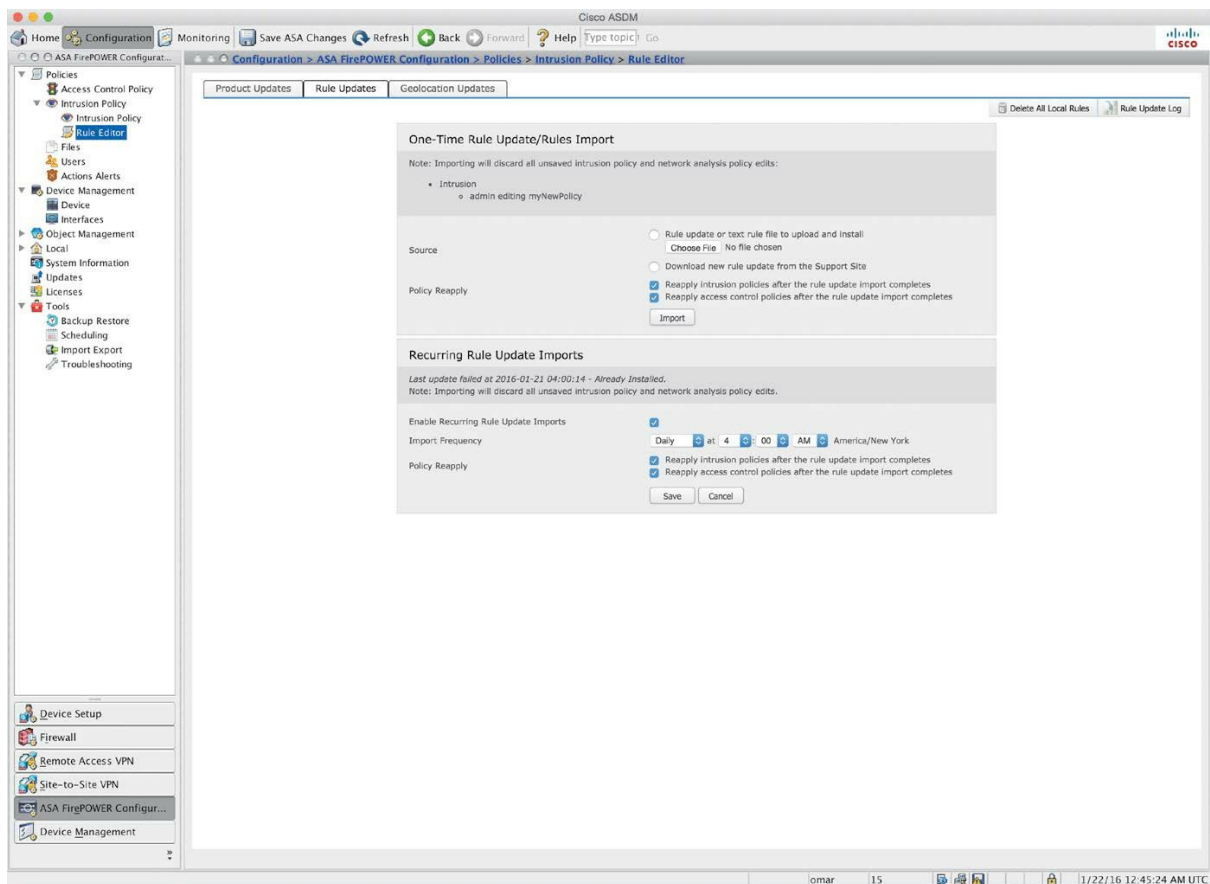 Cisco ASDM
Home Configuration Monitoring Save ASA Changes Refresh Back Forward Help Type topic Go
CISCO
ASA FirePOWER Configurat...
Configuration > ASA FirePOWER Configuration > Policies > Intrusion Policy > Rule Editor
Policies
Access Control Policy
Intrusion Policy
Intrusion Policy
Rule Editor
Files
Users
Actions Alerts
Device Management
Device
Interfaces
Object Management
Local
System Information
Updates
Licenses
Tools
Backup Restore
Scheduling
Import Export
Troubleshooting
Device Setup
Firewall
Remote Access VPN
Site-to-Site VPN
ASA FirePOWER Configur...
Device Management
Product Updates Rule Updates Geolocation Updates
Delete All Local Rules Rule Update Log
One-Time Rule Update/Rules Import
Note: Importing will discard all unsaved intrusion policy and network analysis policy edits:
• Intrusion
admin editing myNewPolicy
Source
Rule update or text rule file to upload and install
Choose File No file chosen
Download new rule update from the Support Site
Policy Reapply
Reapply intrusion policies after the rule update import completes
Reapply access control policies after the rule update import completes
Import
Recurring Rule Update Imports
Last update failed at 2016-01-21 04:00:14 - Already Installed.
Note: Importing will discard all unsaved intrusion policy and network analysis policy edits.
Enable Recurring Rule Update Imports
Import Frequency Daily at 4 : 00 AM America/New York
Policy Reapply
Reapply intrusion policies after the rule update import completes
Reapply access control policies after the rule update import completes
Save Cancel
omar 15 1/22/16 12:45:24 AM UTC